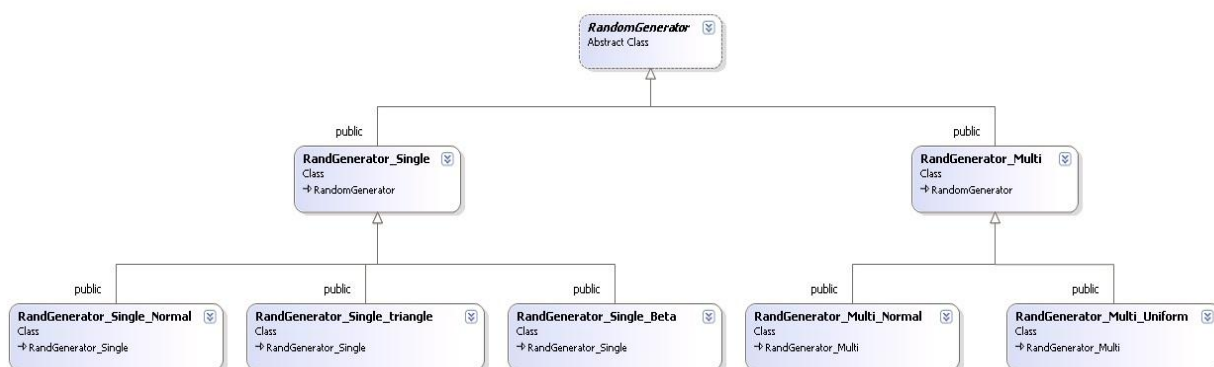 RandomGenerator
Abstract Class
public
public
RandGenerator_Single
Class
RandomGenerator
RandGenerator_Multi
Class
RandomGenerator
public
public
public
public
public
RandGenerator_Single_Normal
Class
RandGenerator_Single
RandGenerator_Single_triangle
Class
RandGenerator_Single
RandGenerator_Single_Beta
Class
RandGenerator_Single
RandGenerator_Multi_Normal
Class
RandGenerator_Multi
RandGenerator_Multi_Uniform
Class
RandGenerator_Multi